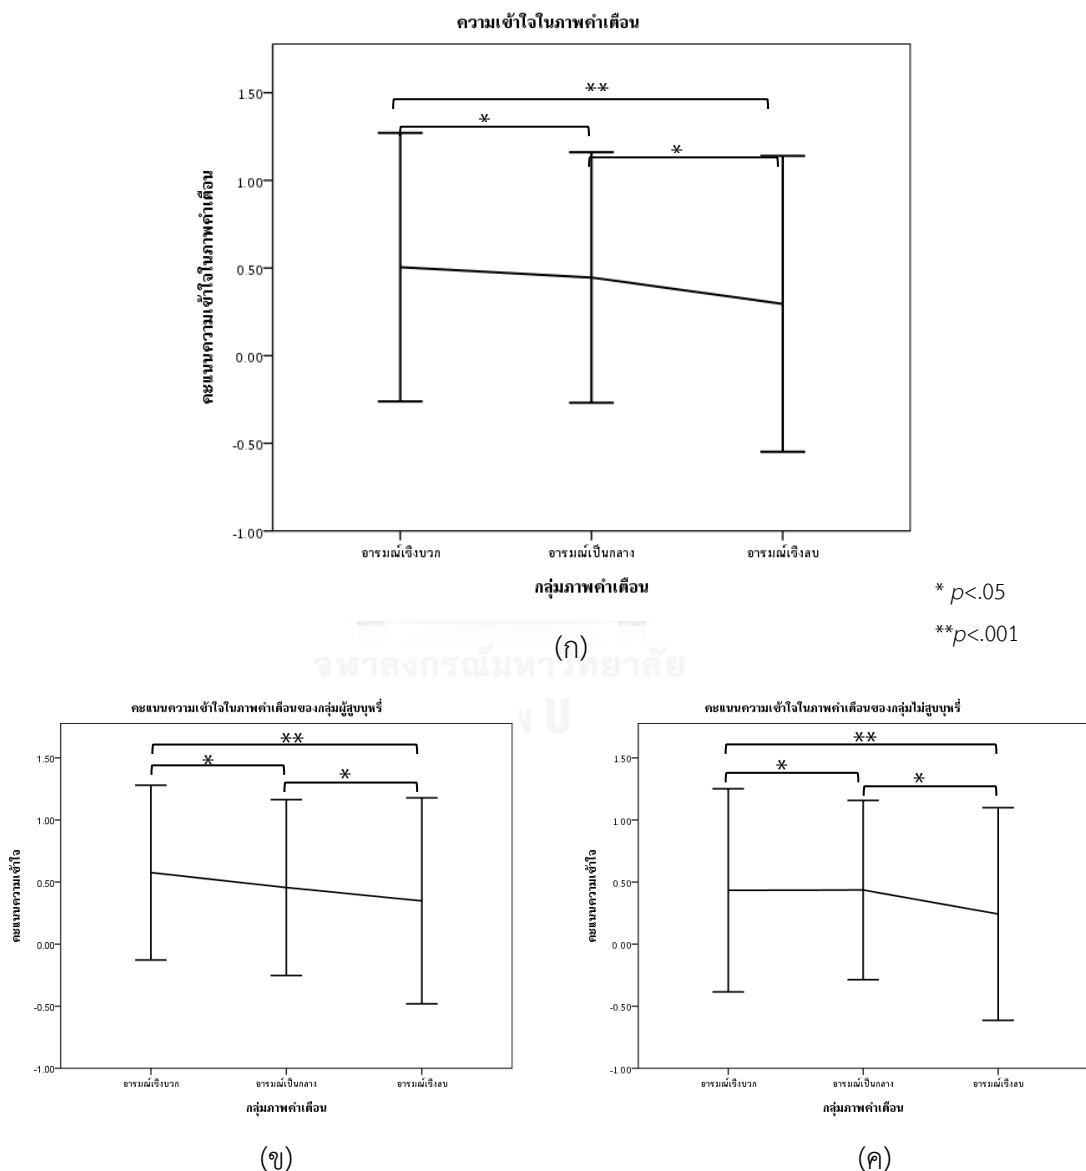 ความเข้าใจในภาพคำเตือน
**
*
*
คะแนนความเข้าใจในภาพคำเตือน
1.50
1.00
0.50
0.00
-0.50
-1.00
อารมณ์เชิงบวก อารมณ์เป็นกลาง อารมณ์เชิงลบ
กลุ่มภาพคำเตือน
* p<.05
**p<.001
(ก)
จุฬาลงกรณ์มหาวิทยาลัย
คะแนนความเข้าใจในภาพคำเตือนของกลุ่มผู้สูบบุหรี่
**
*
*
คะแนนความเข้าใจ
1.50
1.00
0.50
0.00
-0.50
-1.00
อารมณ์เชิงบวก อารมณ์เป็นกลาง อารมณ์เชิงลบ
กลุ่มภาพคำเตือน
(ข)
คะแนนความเข้าใจในภาพคำเตือนของกลุ่มไม่สูบบุหรี่
**
*
*
คะแนนความเข้าใจ
1.50
1.00
0.50
0.00
-0.50
-1.00
อารมณ์เชิงบวก อารมณ์เป็นกลาง อารมณ์เชิงลบ
กลุ่มภาพคำเตือน
(ค)